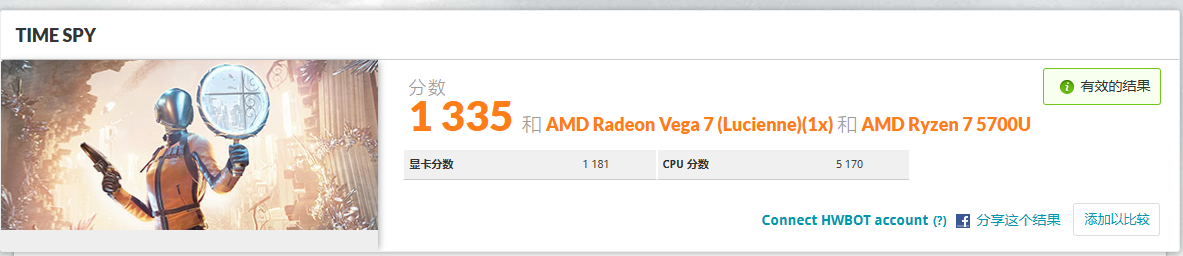 TIME SPY
分数
有效的结果
1 335 和 AMD Radeon Vega 7 (Lucienne)(1x) 和 AMD Ryzen 7 5700U
显卡分数 1 181 CPU 分数 5 170
Connect HWBOT account (?) 分享这个结果 添加以比较